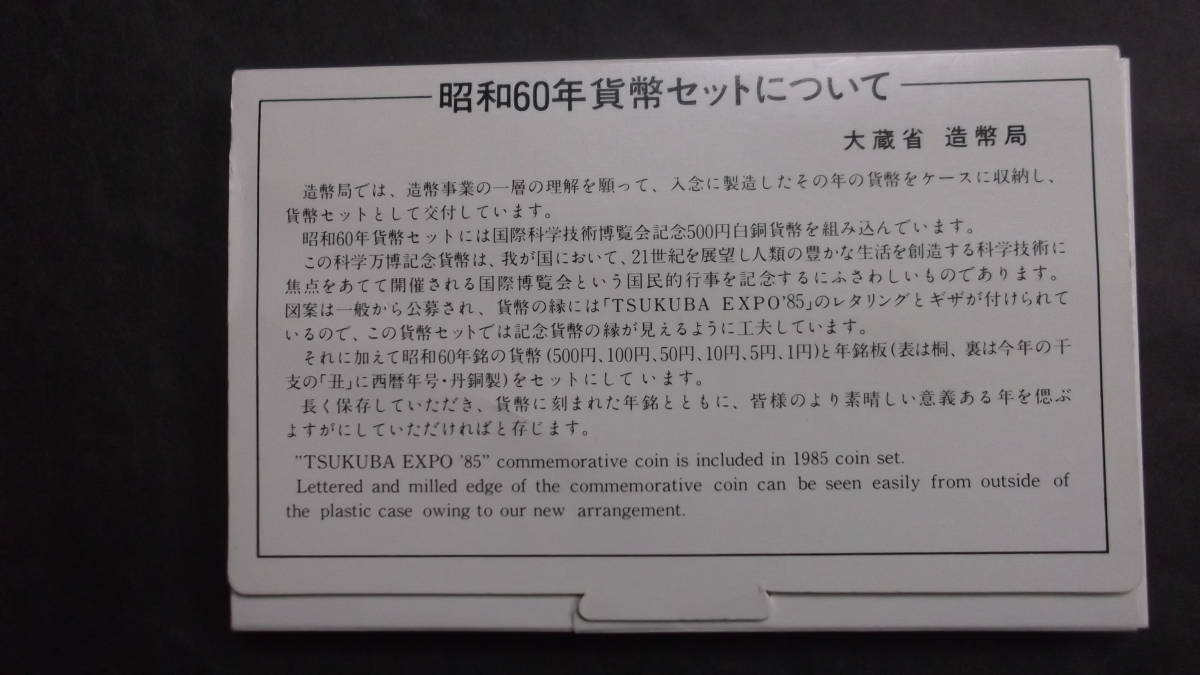 昭和60年貨幣セットについて
大蔵省 造幣局
造幣局では、造幣事業の一層の理解を願って、入念に製造したその年の貨幣をケースに収納し、
貨幣セットとして交付しています。
昭和60年貨幣セットには国際科学技術博覧会記念500円白銅貨幣を組み込んでいます。
この科学万博記念貨幣は、我が国において、21世紀を展望し人類の豊かな生活を創造する科学技術に
焦点をあてて開催される国際博覧会という国民的行事を記念するにふさわしいものであります。
図案は一般から公募され、貨幣の縁には「TSUKUBA EXPO'85」のレタリングとギザが付けられて
いるので、この貨幣セットでは記念貨幣の縁が見えるように工夫しています。
それに加えて昭和60年銘の貨幣(500円、100円、50円、10円、5円、1円)と年銘板(表は桐、裏は今年の干
支の「丑」に西暦年号・丹銅製)をセットにしています。
長く保存していただき、貨幣に刻まれた年銘とともに、皆様のより素晴しい意義ある年を偲ぶ
よすがにしていただければと存じます。
"TSUKUBA EXPO '85" commemorative coin is included in 1985 coin set.
Lettered and milled edge of the commemorative coin can be seen easily from outside of
the plastic case owing to our new arrangement.